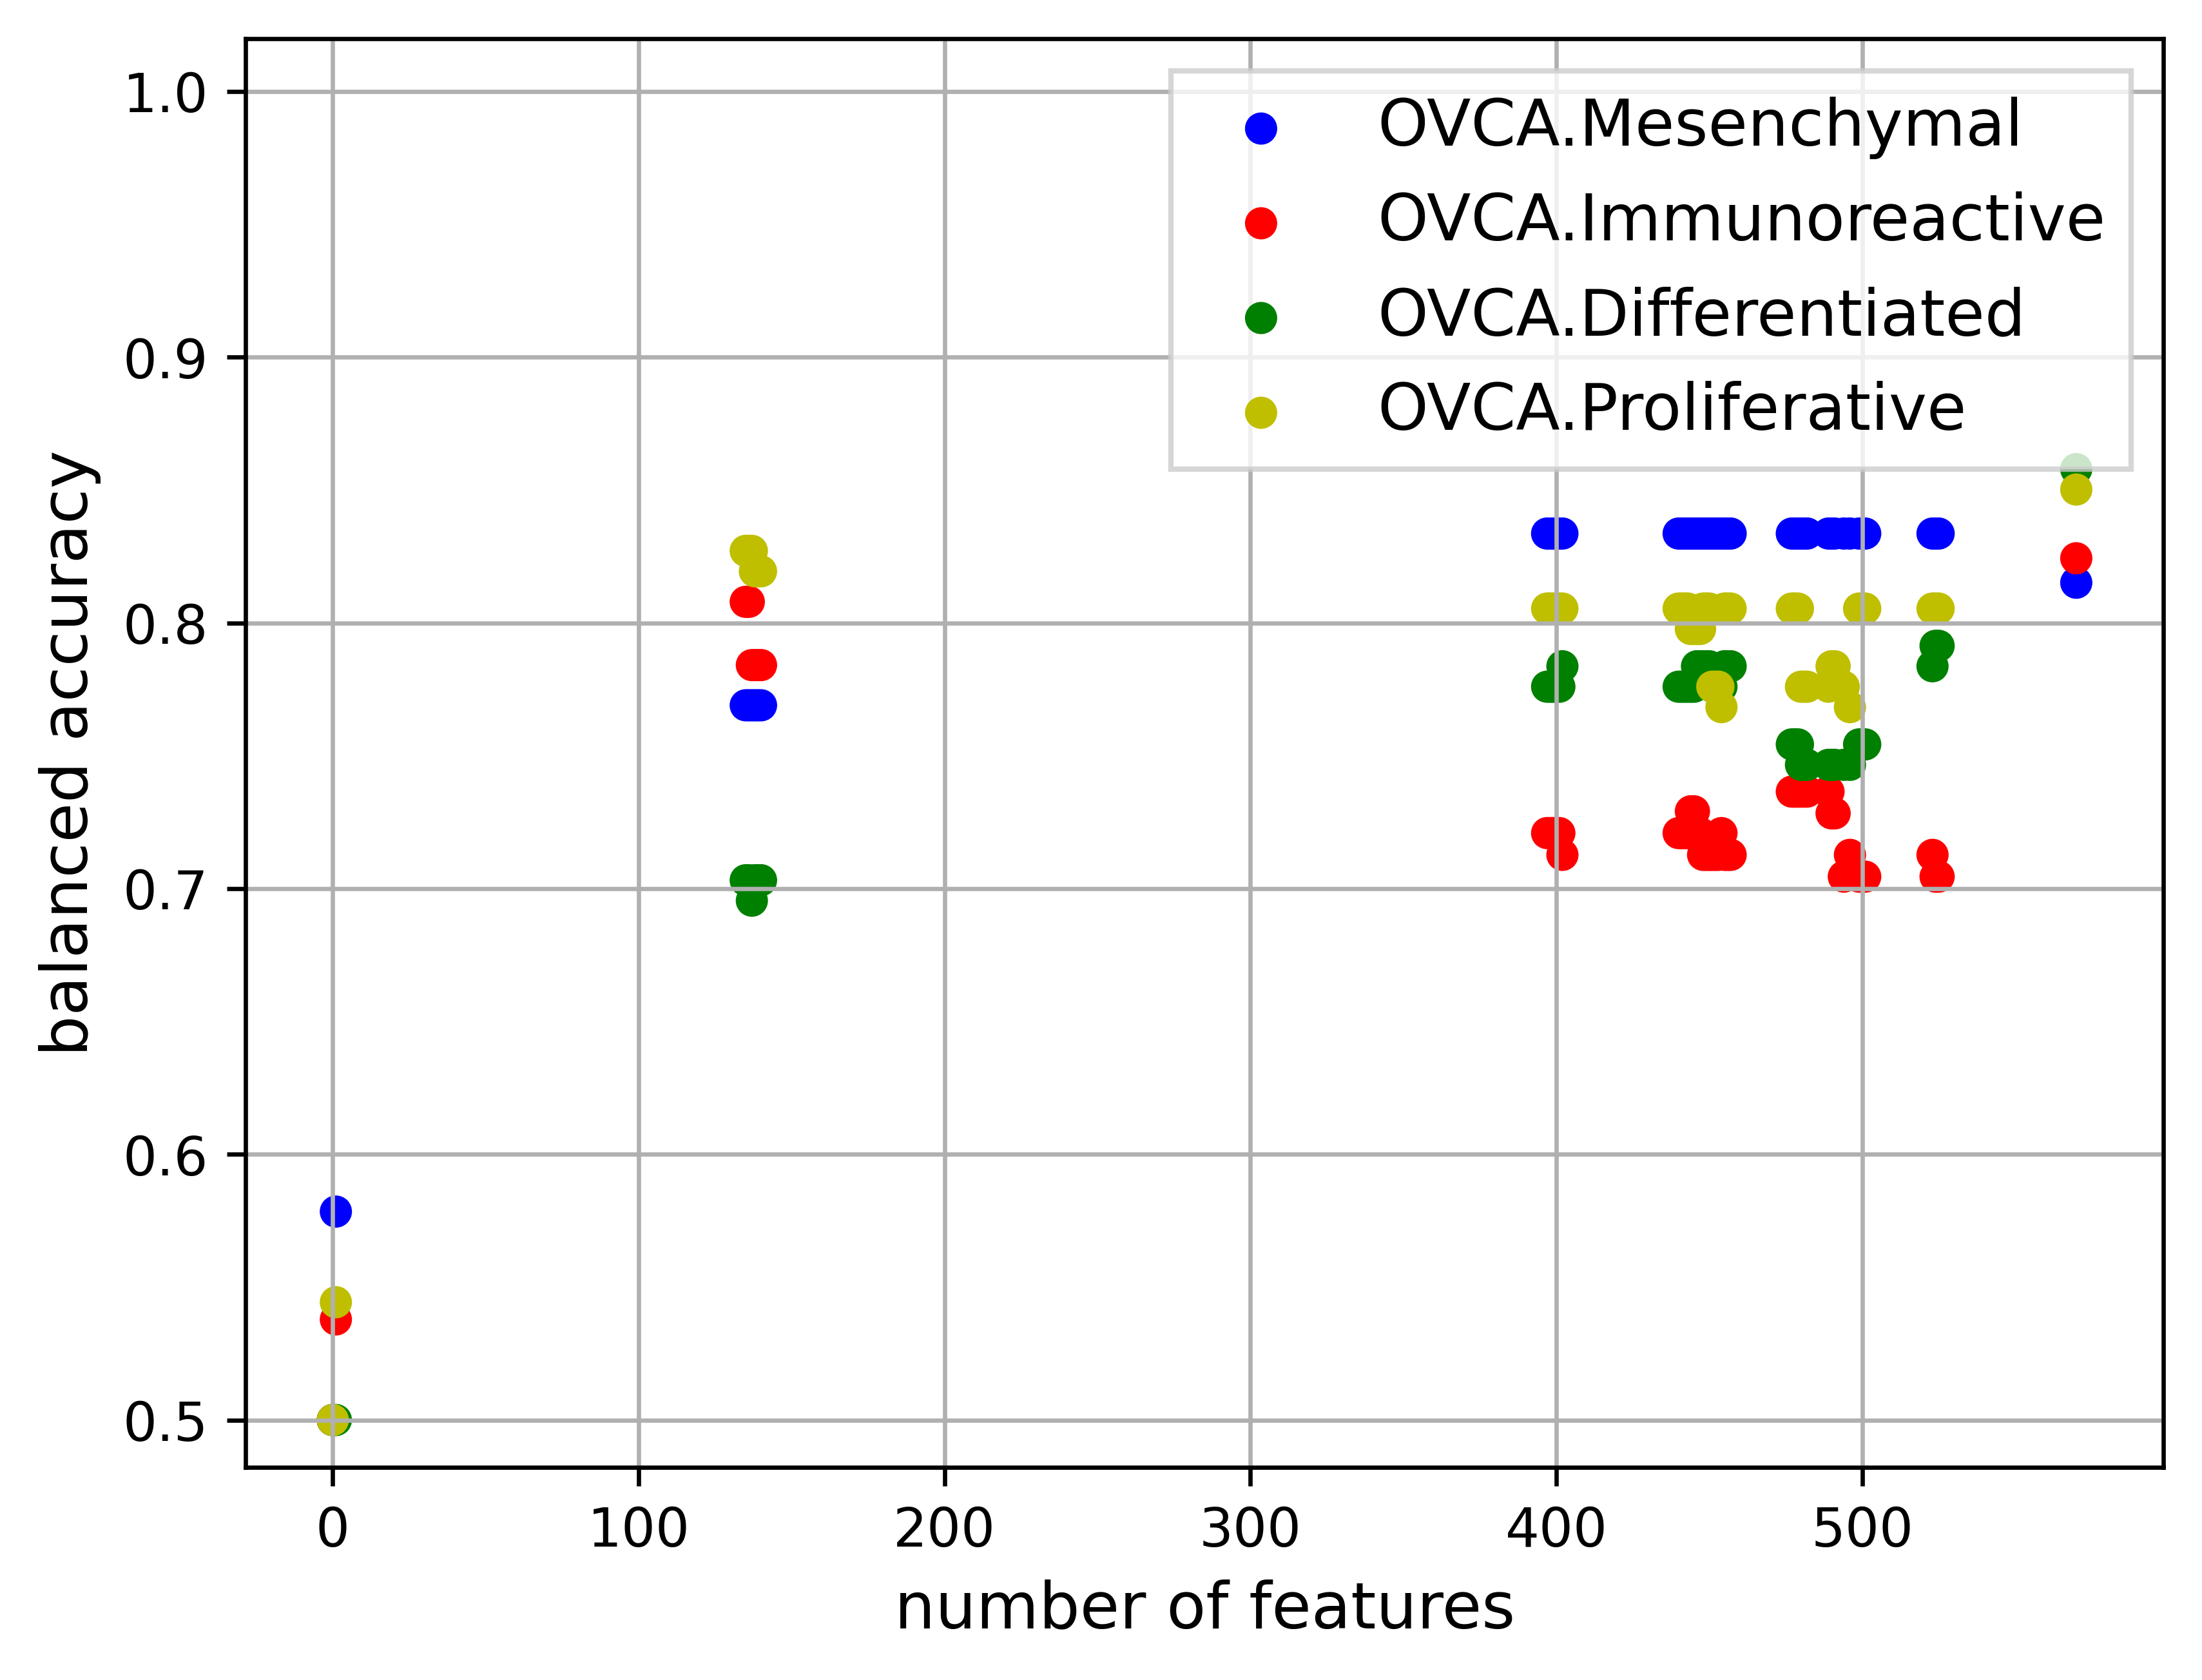 1.0
0.9
0.8
0.7
0.6
0.5
balanced accuracy
OVCA.Mesenchymal
OVCA.Immunoreactive
OVCA.Differentiated
OVCA.Proliferative
0 100 200 300 400 500
number of features